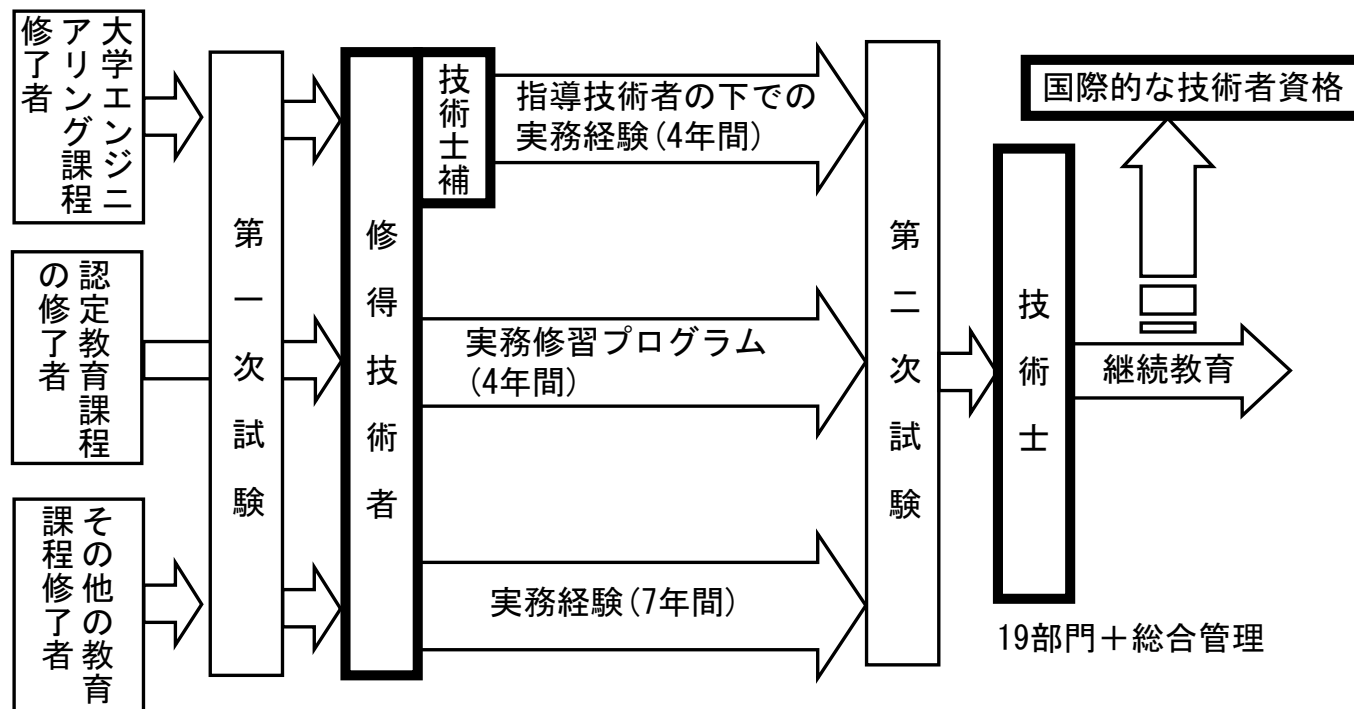 大学エンジニ
アリング課程
修了者
認定教育課程
の修了者
その他の教育
課程修了者
第一次試験
修得技術者
技術士補
指導技術者の下での
実務経験(4年間)
実務修習プログラム
(4年間)
実務経験(7年間)
第二次試験
技術士
国際的な技術者資格
継続教育
19部門＋総合管理